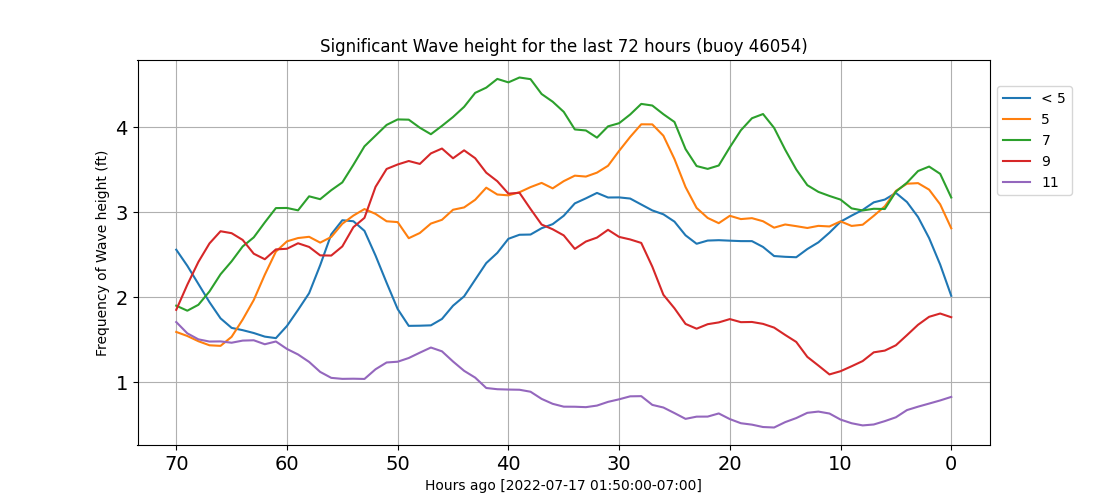 Significant Wave height for the last 72 hours (buoy 46054)
Frequency of Wave height (ft)
4
3
2
1
70 60 50 40 30 20 10 0
Hours ago [2022-07-17 01:50:00-07:00]
< 5
5
7
9
11